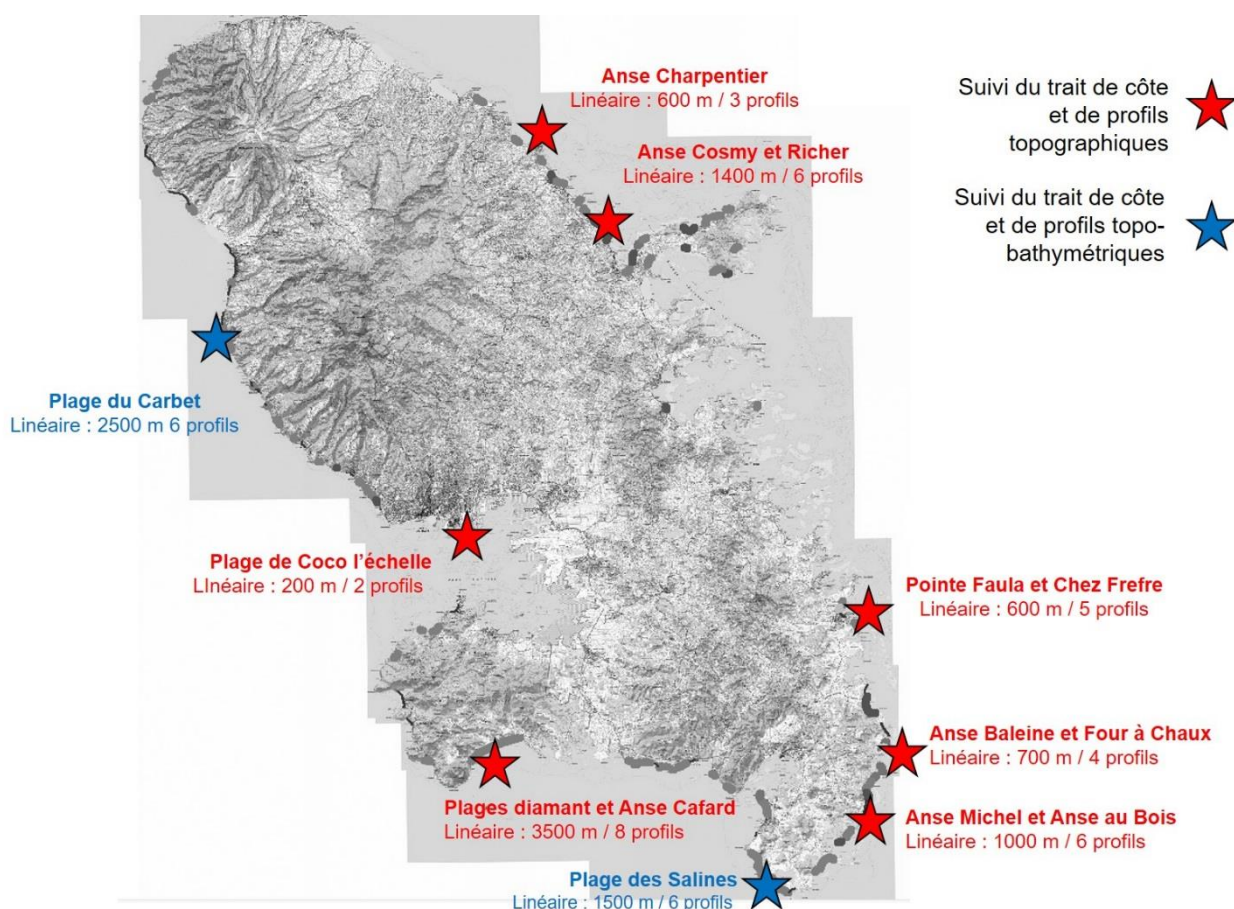 Anse Charpentier
Linéaire : 600 m / 3 profils
Anse Cosmy et Richer
Linéaire : 1400 m / 6 profils
Suivi du trait de côte
et de profils
topographiques
Suivi du trait de côte
et de profils topo-
bathymétriques
Plage du Carbet
Linéaire : 2500 m 6 profils
Plage de Coco l’échelle
LInéaire : 200 m / 2 profils
Pointe Faula et Chez Frefre
Linéaire : 600 m / 5 profils
Anse Baleine et Four à Chaux
Linéaire : 700 m / 4 profils
Plages diamant et Anse Cafard
Linéaire : 3500 m / 8 profils
Anse Michel et Anse au Bois
Linéaire : 1000 m / 6 profils
Plage des Salines
Linéaire : 1500 m / 6 profils